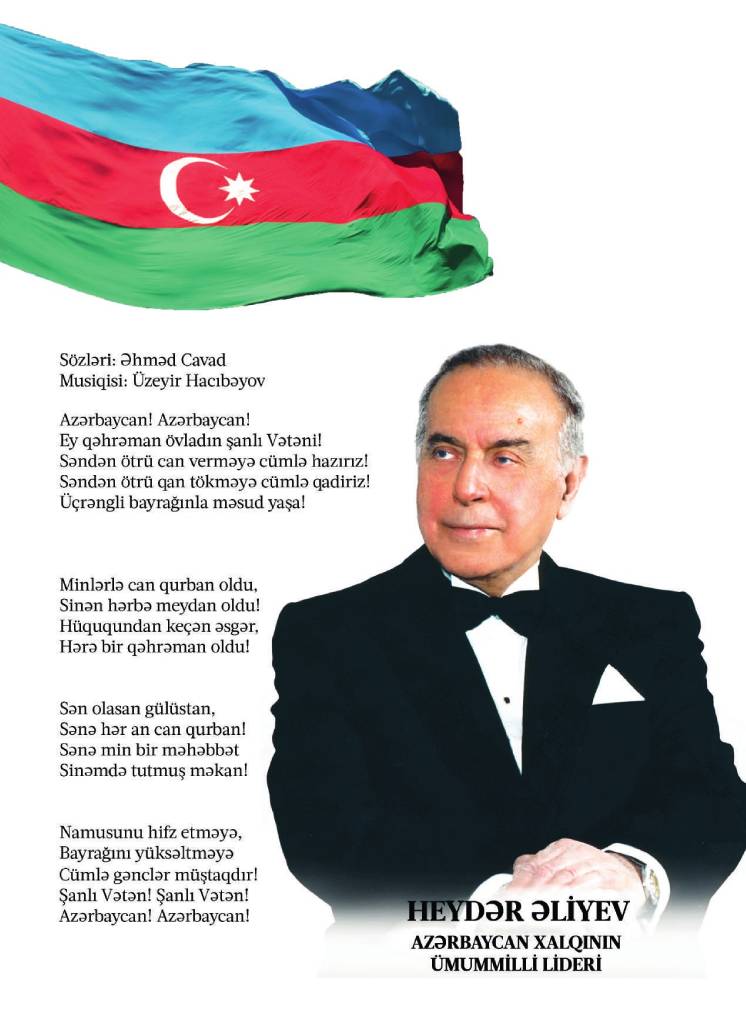 Sözləri: Əhməd Cavad
Musiqisi: Üzeyir Hacıbəyov
Azərbaycan! Azərbaycan!
Ey qəhrəman övladın şanlı Vətəni!
Səndən ötrü can verməyə cümlə hazırız!
Səndən ötrü qan tökməyə cümlə qadiriz!
Üçrəngli bayrağınla məsud yaşa!
Minlərlə can qurban oldu,
Sinən hərbə meydan oldu!
Hüququndan keçən əsgər,
Hərə bir qəhrəman oldu!
Sən olasan gülüstan,
Sənə hər an can qurban!
Sənə min bir məhəbbət
Sinəmdə tutmuş məkan!
Namusunu hifz etməyə,
Bayrağını yüksəltməyə
Cümlə gənclər müştaqdır!
Şanlı Vətən! Şanlı Vətən!
Azərbaycan! Azərbaycan!
HEYDƏR ƏLİYEV
AZƏRBAYCAN XALQININ
ÜMUMMİLLİ LİDERİ